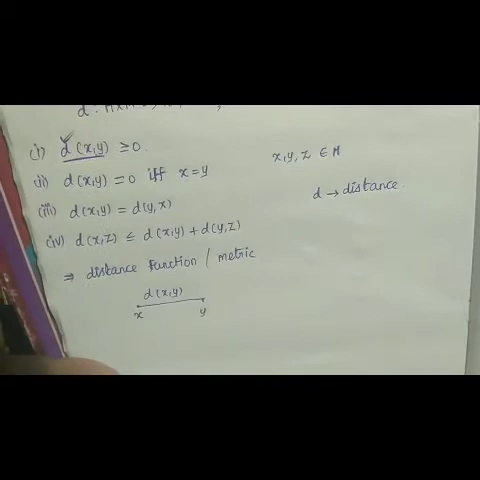 (i) d(x,y) ≥ 0.
(ii) d(x,y) = 0 iff x = y
x, y, z ∈ M
(iii) d(x,y) = d(y,x)
d → distance.
(iv) d(x,z) ≤ d(x,y) + d(y,z)
⇒ distance function / metric
d(x,y)
x y